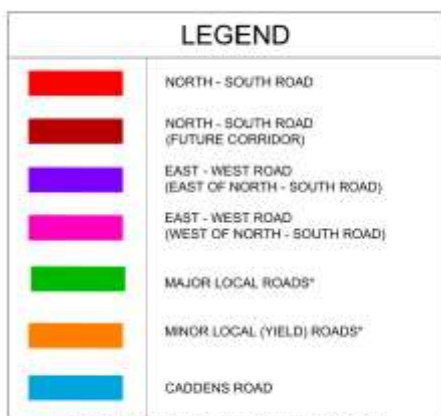 LEGEND
NORTH - SOUTH ROAD
NORTH - SOUTH ROAD
(FUTURE CORRIDOR)
EAST - WEST ROAD
(EAST OF NORTH - SOUTH ROAD)
EAST - WEST ROAD
(WEST OF NORTH - SOUTH ROAD)
MAJOR LOCAL ROADS*
MINOR LOCAL (YIELD) ROADS*
CADDENS ROAD